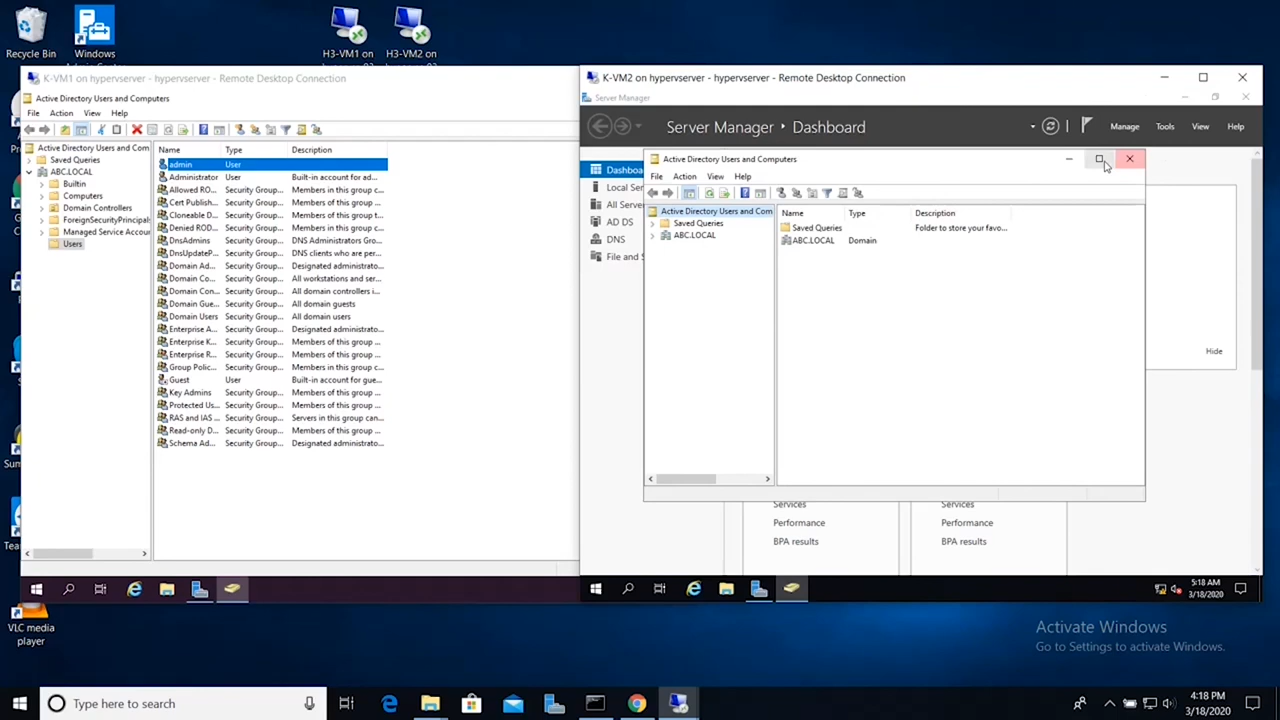 Recycle Bin
Windows
H3-VM1 on
H3-VM2 on
K-VM1 on hypervserver - hypervserver - Remote Desktop Connection
Active Directory Users and Computers
File Action View Help
Active Directory Users and Com
Saved Queries
ABC.LOCAL
Builtin
Computers
Domain Controllers
ForeignSecurityPrincipals
Managed Service Accour
Users
Name Type Description
admin User
Administrator User Built-in account for ad...
Allowed RO... Security Group... Members of this group ...
Cert Publish... Security Group... Members of this group ...
Cloneable D... Security Group... Members of this group ...
Denied ROD... Security Group... Members of this group ...
DnsAdmins Security Group... DNS Administrators Gro...
DnsUpdateP... Security Group... DNS clients who are per...
Domain Ad... Security Group... Designated administrato...
Domain Co... Security Group... All workstations and ser...
Domain Con... Security Group... All domain controllers i...
Domain Gue... Security Group... All domain guests
Domain Users Security Group... All domain users
Enterprise A... Security Group... Designated administrato...
Enterprise K... Security Group... Members of this group ...
Enterprise R... Security Group... Members of this group ...
Group Polic... Security Group... Members of this group ...
Guest User Built-in account for gue...
Key Admins Security Group... Members of this group ...
Protected Us... Security Group... Members of this group ...
RAS and IAS ... Security Group... Servers in this group can...
Read-only D... Security Group... Members of this group ...
Schema Ad... Security Group... Designated administrato...
K-VM2 on hypervserver - hypervserver - Remote Desktop Connection
Server Manager
Server Manager • Dashboard
Manage Tools View Help
Dashboa
Local Ser
All Server
AD DS
DNS
File and S
Active Directory Users and Computers
File Action View Help
Active Directory Users and Com
Saved Queries
ABC.LOCAL
Name Type Description
Saved Queries Folder to store your favo...
ABC.LOCAL Domain
Hide
Services Services
Performance Performance
BPA results BPA results
5:18 AM
3/18/2020
VLC media
player
Activate Windows
Go to Settings to activate Windows.
Type here to search
4:18 PM
3/18/2020